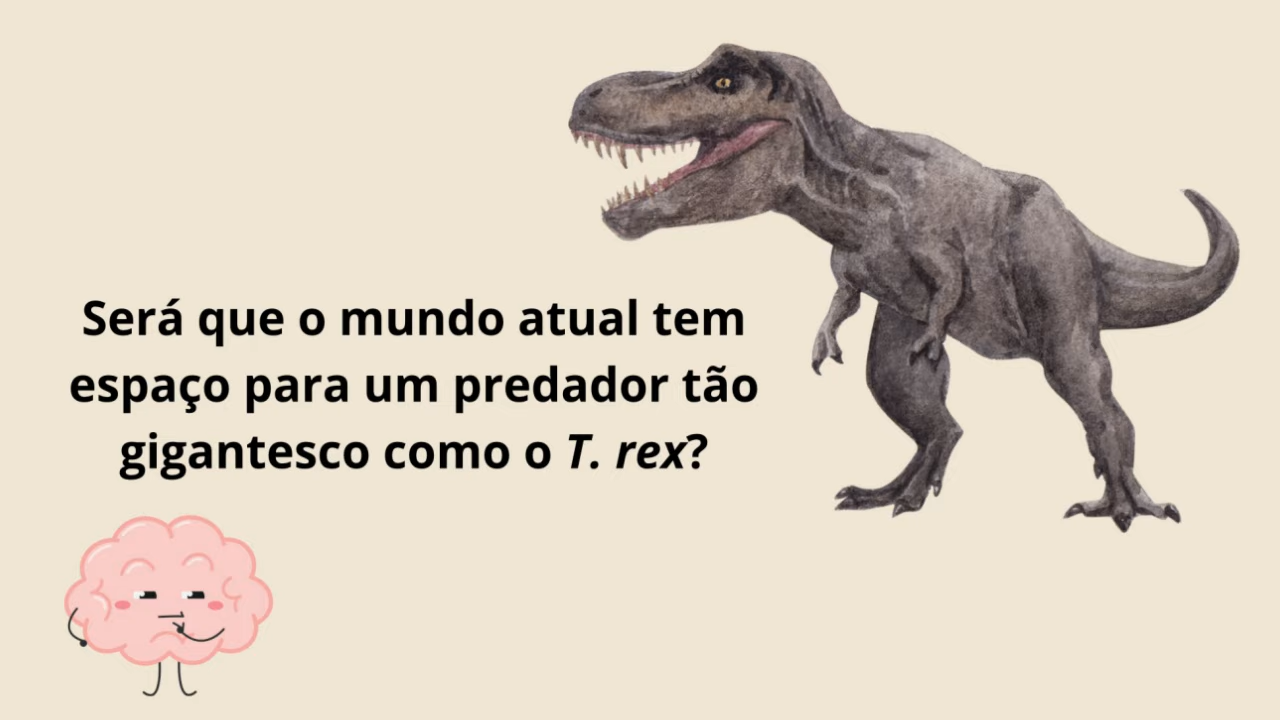 Será que o mundo atual tem
espaço para um predador tão
gigantesco como o T. rex?